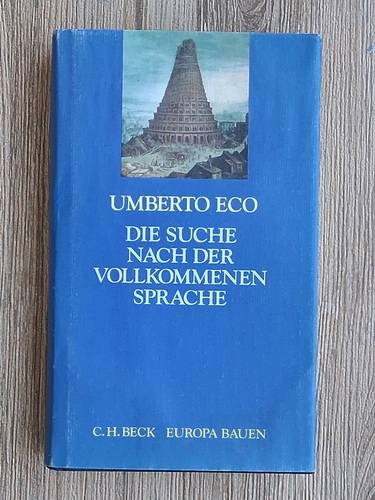 UMBERTO ECO
DIE SUCHE
NACH DER
VOLLKOMMENEN
SPRACHE
C.H.BECK EUROPA BAUEN